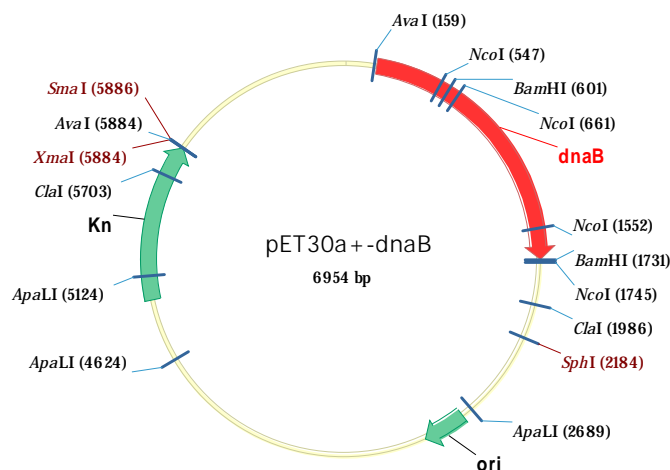 AvaI (159)
NcoI (547)
BamHI (601)
NcoI (661)
dnaB
NcoI (1552)
BamHI (1731)
NcoI (1745)
ClaI (1986)
SphI (2184)
ApaLI (2689)
ori
ApaLI (4624)
ApaLI (5124)
Kn
ClaI (5703)
XmaI (5884)
AvaI (5884)
SmaI (5886)
pET30a+-dnaB
6954 bp